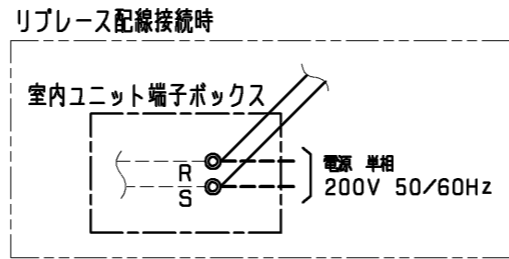 リプレース配線接続時
室内ユニット端子ボックス
R
S
電源 単相
200V 50/60Hz